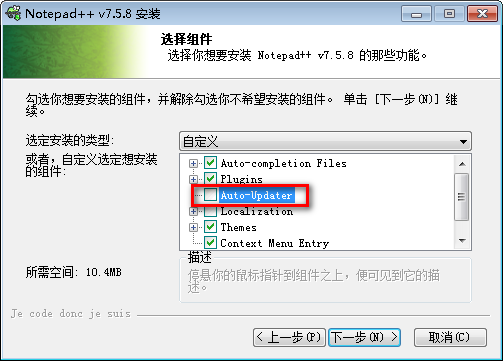 Notepad++ v7.5.8 安装
选择组件
选择你想要安装 Notepad++ v7.5.8 的那些功能。
勾选你想要安装的组件，并解除勾选你不希望安装的组件。 单击 [下一步(N)] 继
续。
选定安装的类型:
自定义
或者，自定义选定想安装
的组件:
Auto-completion Files
Plugins
Auto-Updater
Localization
Themes
Context Menu Entry
所需空间: 10.4MB
描述
停悬你的鼠标指针到组件之上，便可见到它的描
述。
Je code donc je suis
< 上一步(P)
下一步(N) >
取消(C)